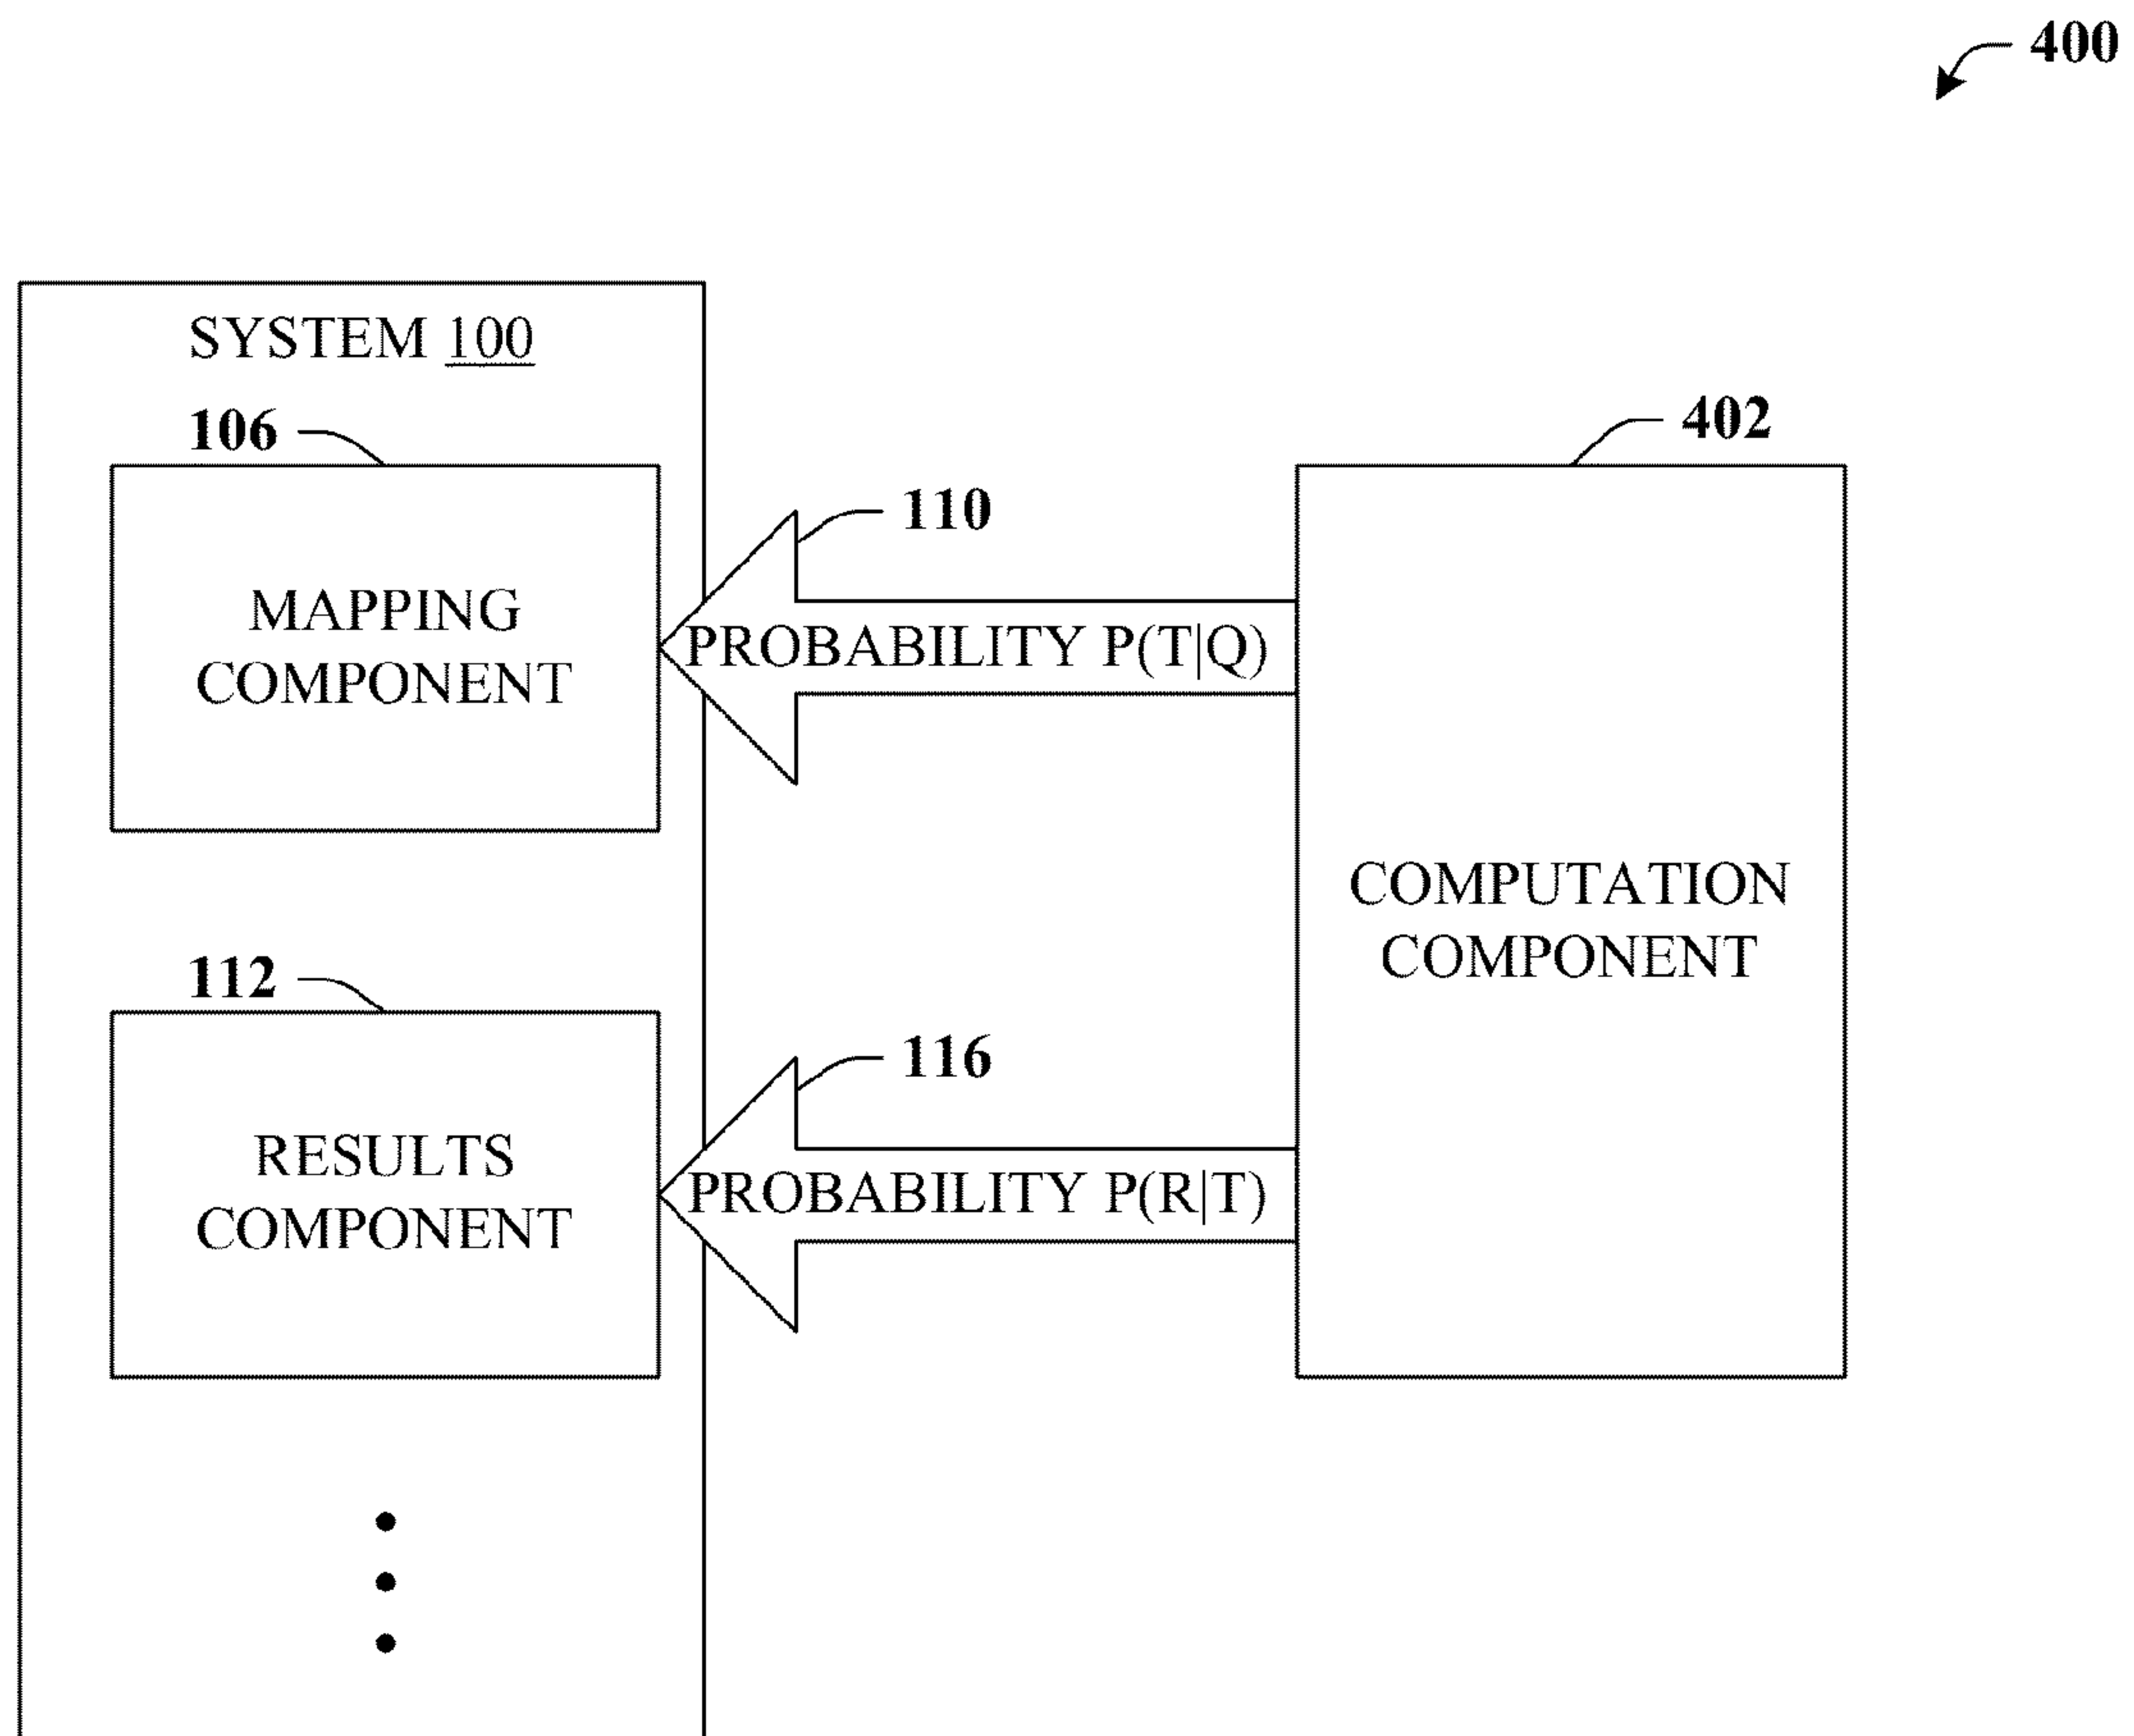 400
SYSTEM 100
106
402
110
MAPPING
COMPONENT
PROBABILITY P(T|Q)
COMPUTATION
COMPONENT
112
116
RESULTS
COMPONENT
PROBABILITY P(R|T)